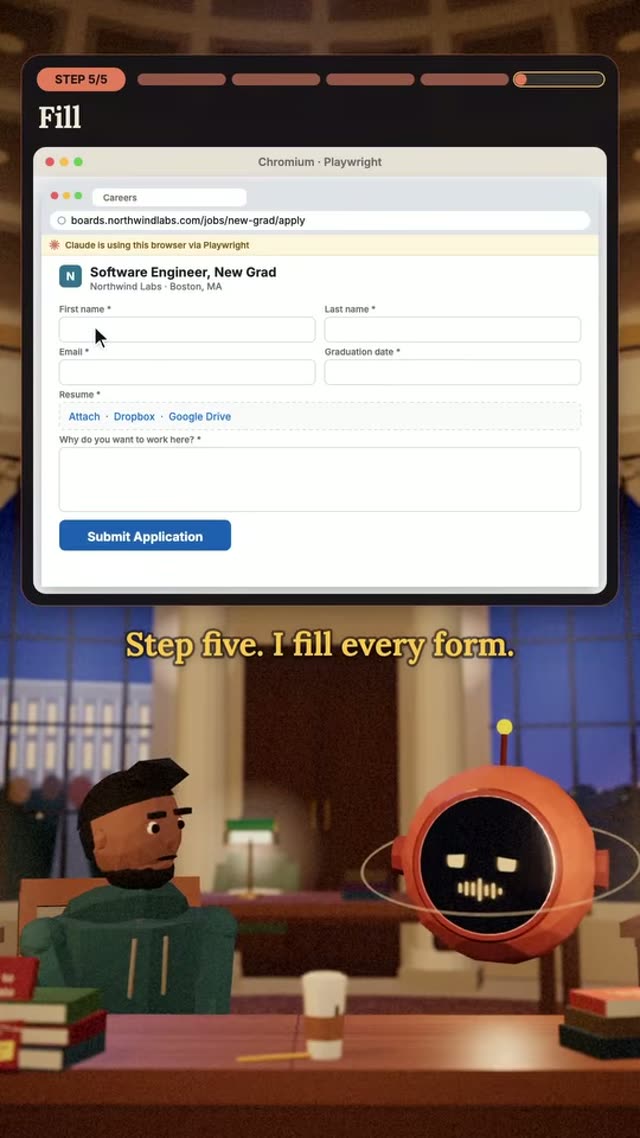 STEP 5/5
Fill
Chromium · Playwright
Careers
boards.northwindlabs.com/jobs/new-grad/apply
Claude is using this browser via Playwright
N
Software Engineer, New Grad
Northwind Labs · Boston, MA
First name * Last name *
Email * Graduation date *
Resume *
Attach · Dropbox · Google Drive
Why do you want to work here? *
Submit Application
Step five. I fill every form.